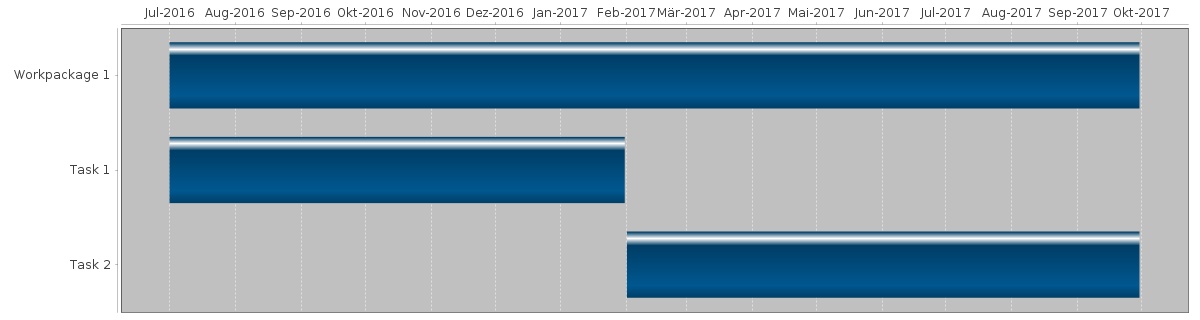 Jul-2016 Aug-2016 Sep-2016 Okt-2016 Nov-2016 Dez-2016 Jan-2017 Feb-2017 Mär-2017 Apr-2017 Mai-2017 Jun-2017 Jul-2017 Aug-2017 Sep-2017 Okt-2017
Workpackage 1
Task 1
Task 2